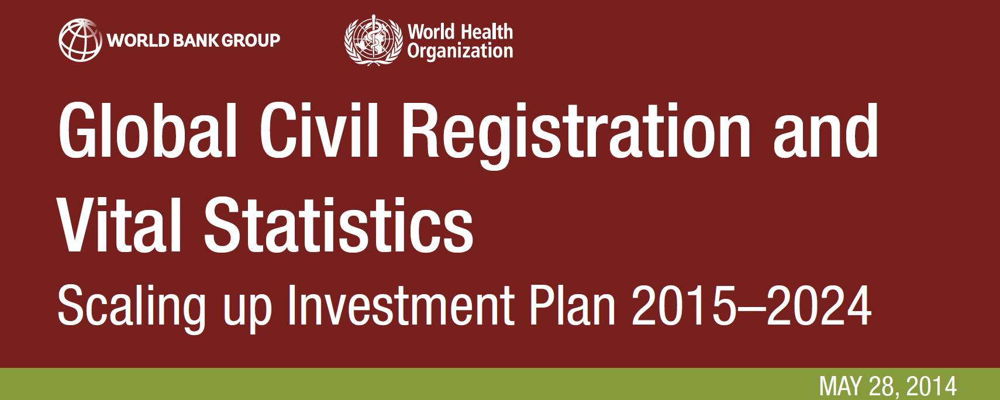 WORLD BANK GROUP
World Health
Organization
Global Civil Registration and
Vital Statistics
Scaling up Investment Plan 2015–2024
MAY 28, 2014